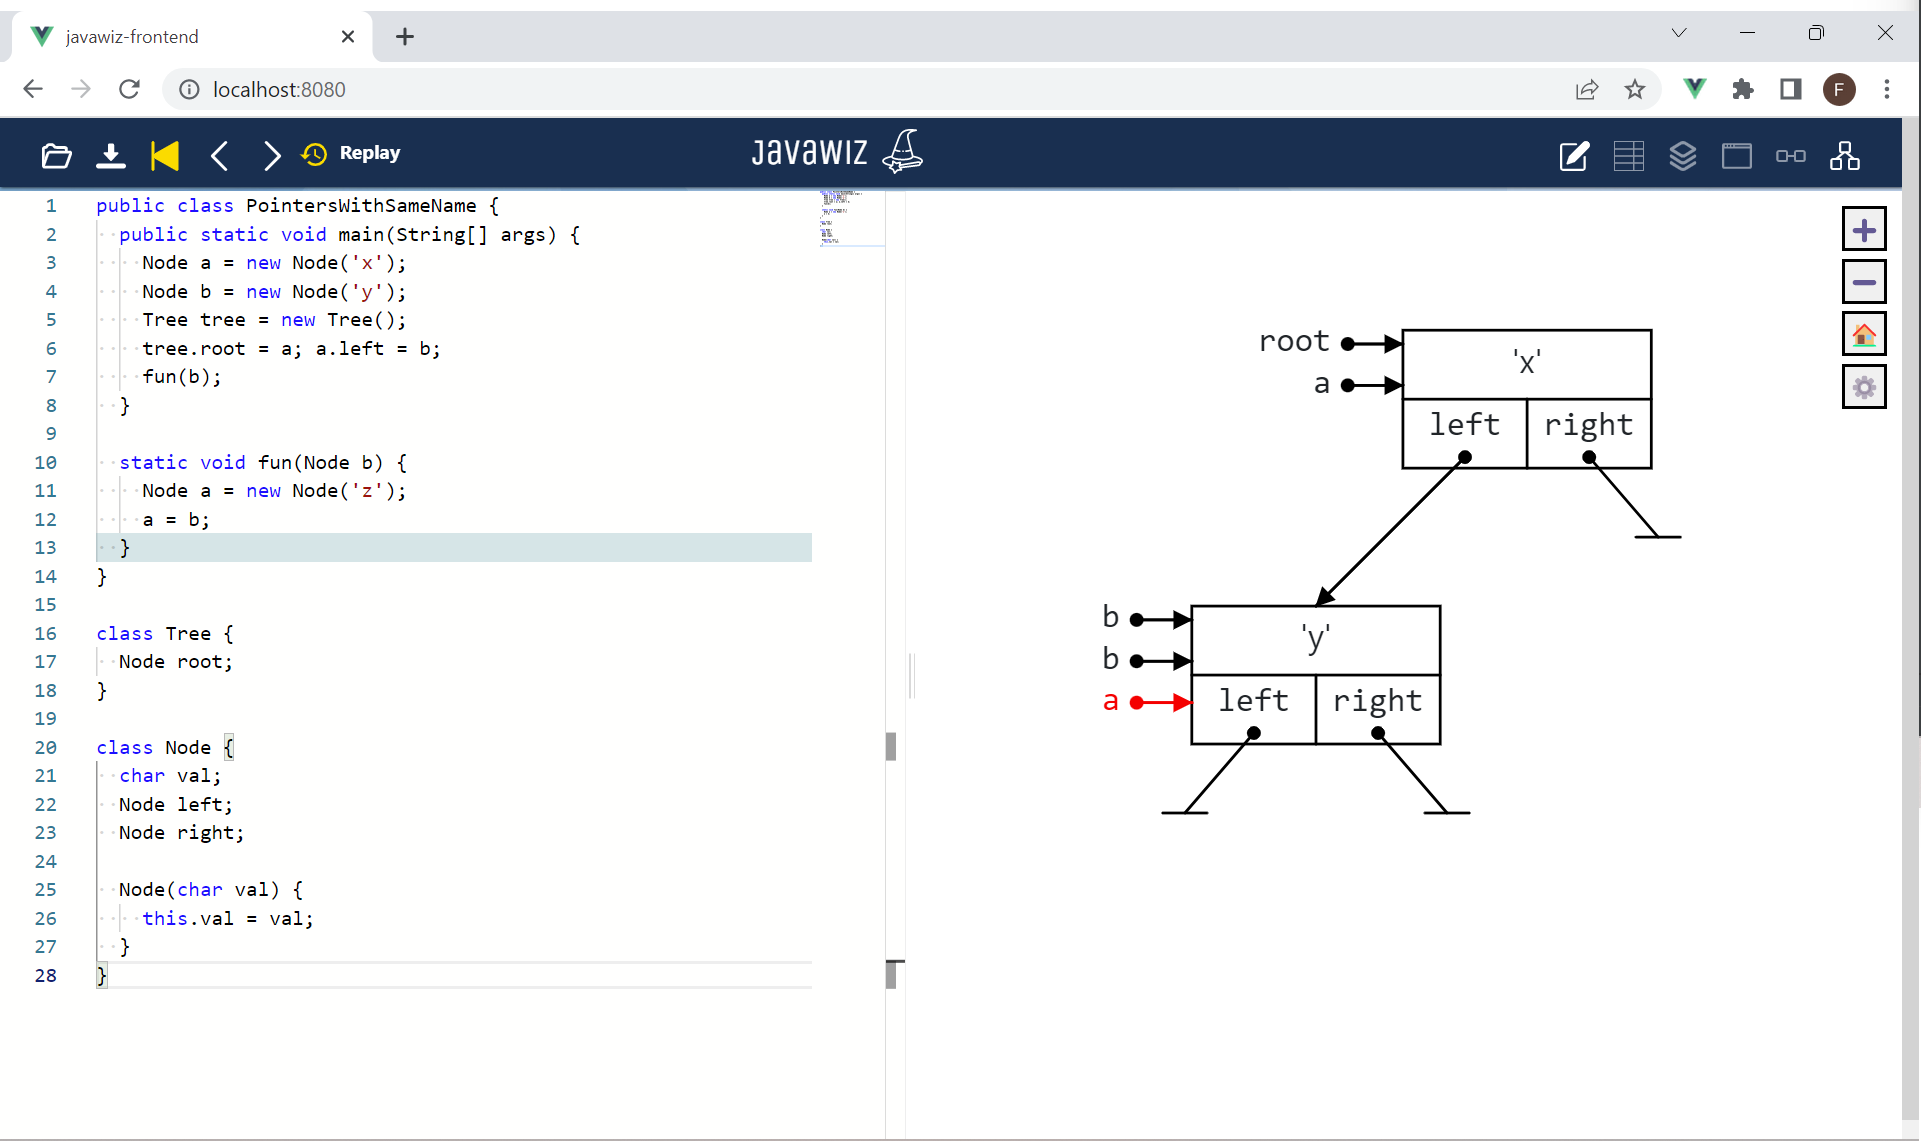 javawiz-frontend
localhost:8080
F
Replay
JavaWIZ
1 public class PointersWithSameName {
2 public static void main(String[] args) {
3 Node a = new Node('x');
4 Node b = new Node('y');
5 Tree tree = new Tree();
6 tree.root = a; a.left = b;
7 fun(b);
8 }
9
10 static void fun(Node b) {
11 Node a = new Node('z');
12 a = b;
13 }
14 }
15
16 class Tree {
17 Node root;
18 }
19
20 class Node {
21 char val;
22 Node left;
23 Node right;
24
25 Node(char val) {
26 this.val = val;
27 }
28 }
root
'x'
a
left right
b
'y'
b
a
left right